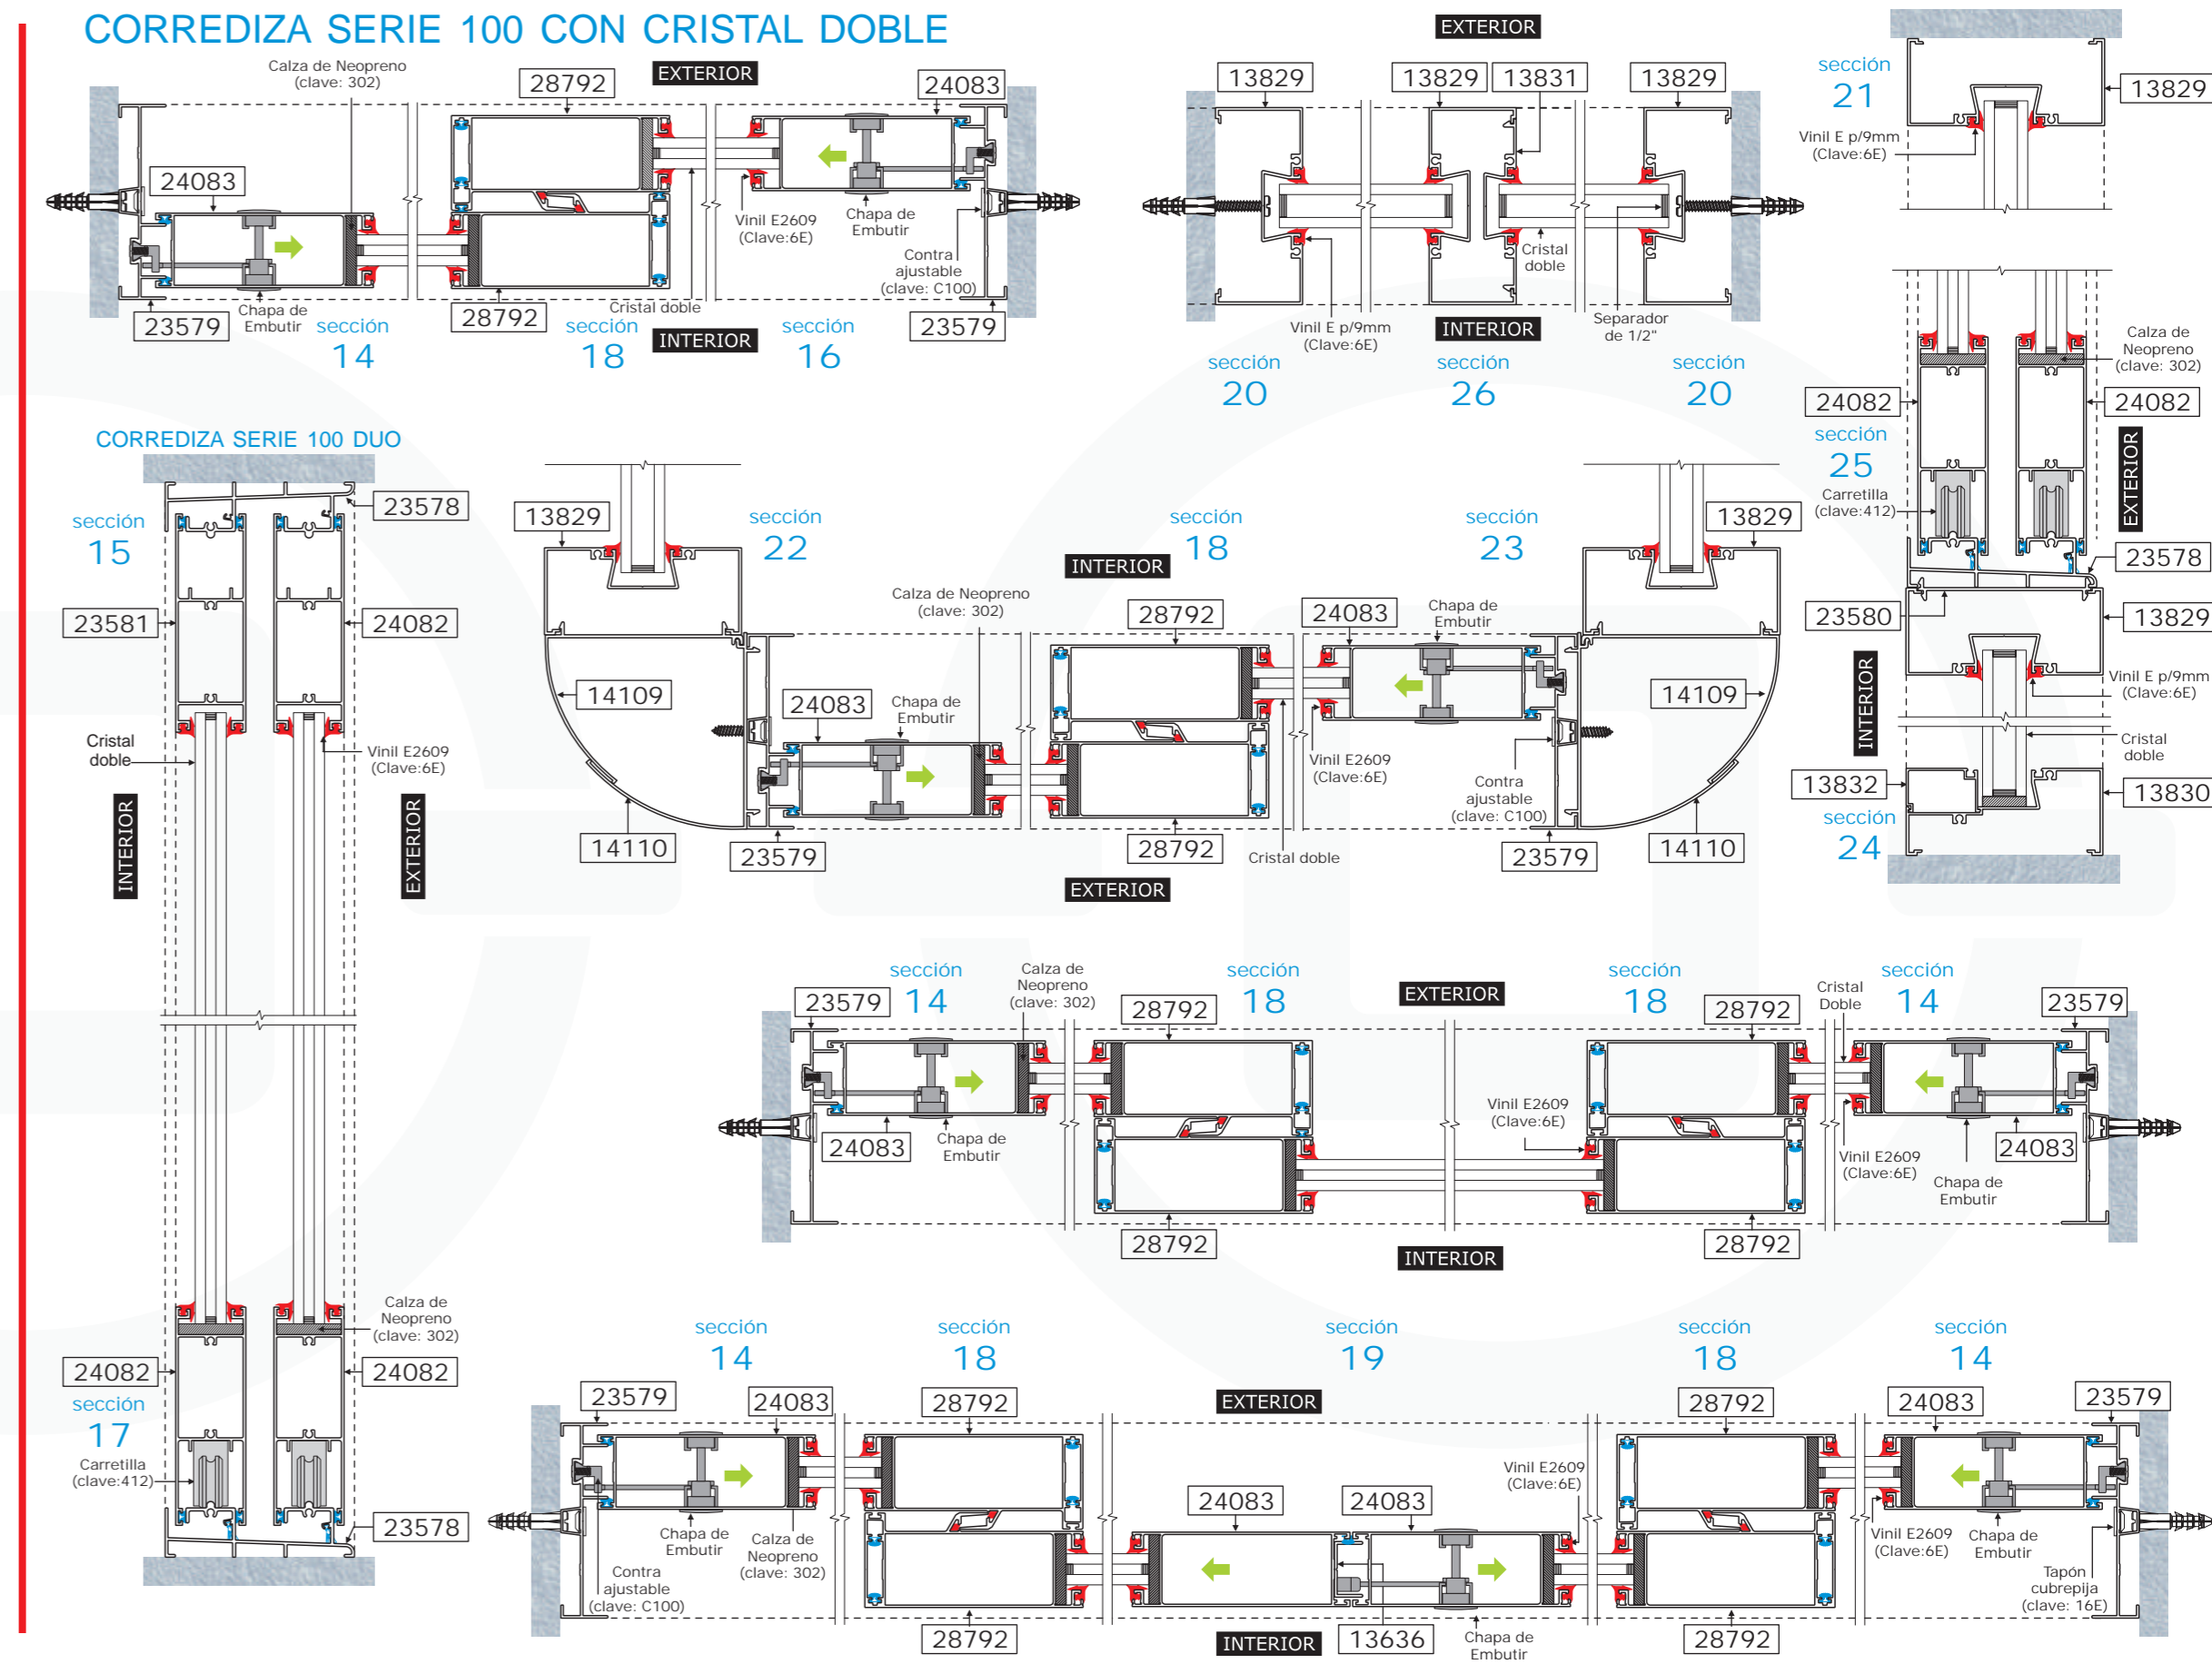 CORREDIZA SERIE 100 CON CRISTAL DOBLE
Calza de Neopreno
(clave: 302)
28792
EXTERIOR
24083
24083
Vinil E2609
(Clave:6E)
Chapa de
Embutir
Contra
ajustable
(clave: C100)
23579
Chapa de
Embutir
28792
Cristal doble
INTERIOR
23579
sección
14
sección
18
sección
16
EXTERIOR
13829
13829
13831
13829
Cristal
doble
Vinil E p/9mm
(Clave:6E)
INTERIOR
Separador
de 1/2"
sección
20
sección
26
sección
20
sección
21
13829
Vinil E p/9mm
(Clave:6E)
Calza de
Neopreno
(clave: 302)
24082
24082
sección
25
EXTERIOR
Carretilla
(clave:412)
23578
23580
13829
INTERIOR
Vinil E p/9mm
(Clave:6E)
Cristal
doble
13832
13830
sección
24
CORREDIZA SERIE 100 DUO
23578
sección
15
23581
24082
Cristal
doble
Vinil E2609
(Clave:6E)
INTERIOR
EXTERIOR
Calza de
Neopreno
(clave: 302)
24082
24082
sección
17
Carretilla
(clave:412)
23578
13829
sección
22
sección
18
sección
23
13829
INTERIOR
Calza de Neopreno
(clave: 302)
28792
24083
Chapa de
Embutir
14109
24083
Chapa de
Embutir
14109
Vinil E2609
(Clave:6E)
Contra
ajustable
(clave: C100)
14110
23579
28792
Cristal doble
23579
14110
EXTERIOR
sección
14
sección
18
sección
18
sección
14
23579
Calza de
Neopreno
(clave: 302)
28792
EXTERIOR
28792
Cristal
Doble
23579
24083
Chapa de
Embutir
Vinil E2609
(Clave:6E)
Vinil E2609
(Clave:6E)
24083
Chapa de
Embutir
28792
INTERIOR
28792
sección
14
sección
18
sección
19
sección
18
sección
14
23579
24083
28792
EXTERIOR
28792
24083
23579
Vinil E2609
(Clave:6E)
24083
24083
Chapa de
Embutir
Calza de
Neopreno
(clave: 302)
Contra
ajustable
(clave: C100)
Vinil E2609
(Clave:6E)
Chapa de
Embutir
Tapón
cubrepija
(clave: 16E)
28792
INTERIOR
13636
Chapa de
Embutir
28792